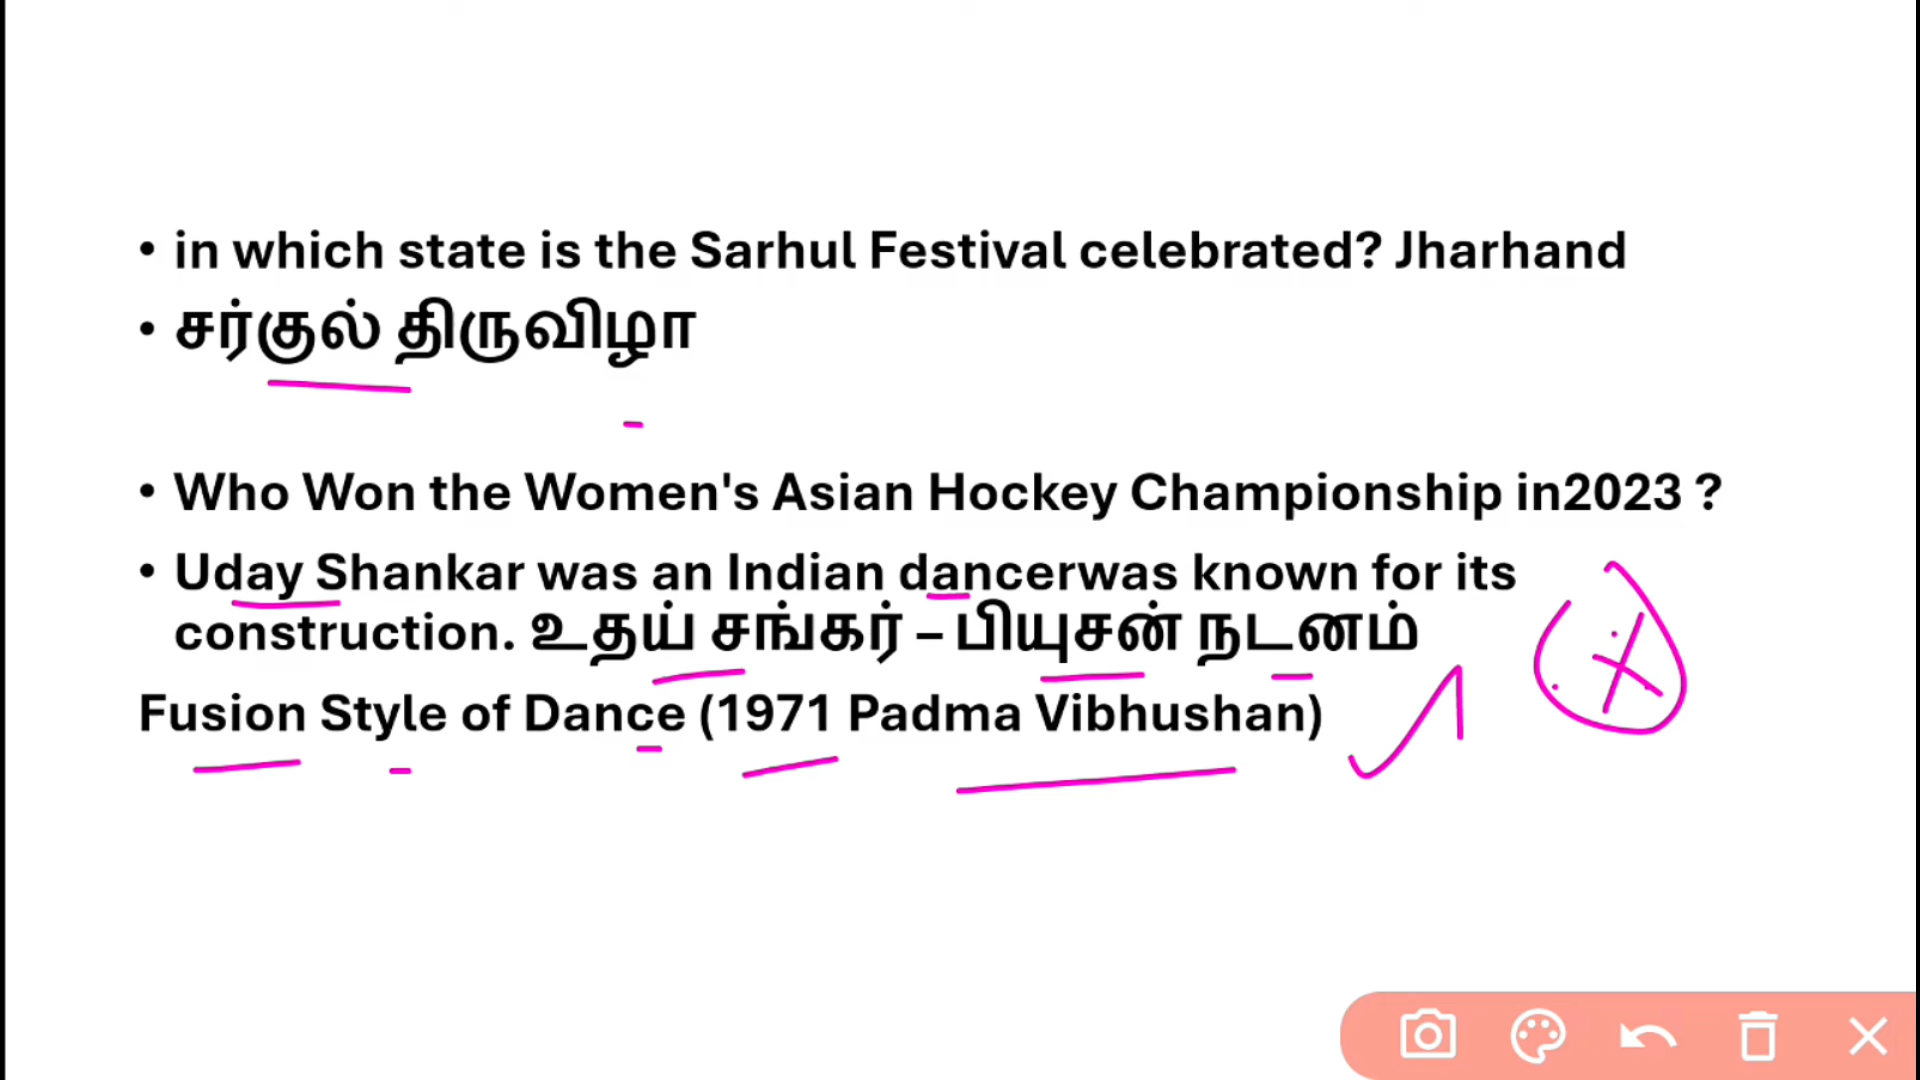 • in which state is the Sarhul Festival celebrated? Jharhand
• சர்குல் திருவிழா
• Who Won the Women's Asian Hockey Championship in2023 ?
• Uday Shankar was an Indian dancerwas known for its
construction. உதய் சங்கர் – பியுசன் நடனம்
Fusion Style of Dance (1971 Padma Vibhushan)